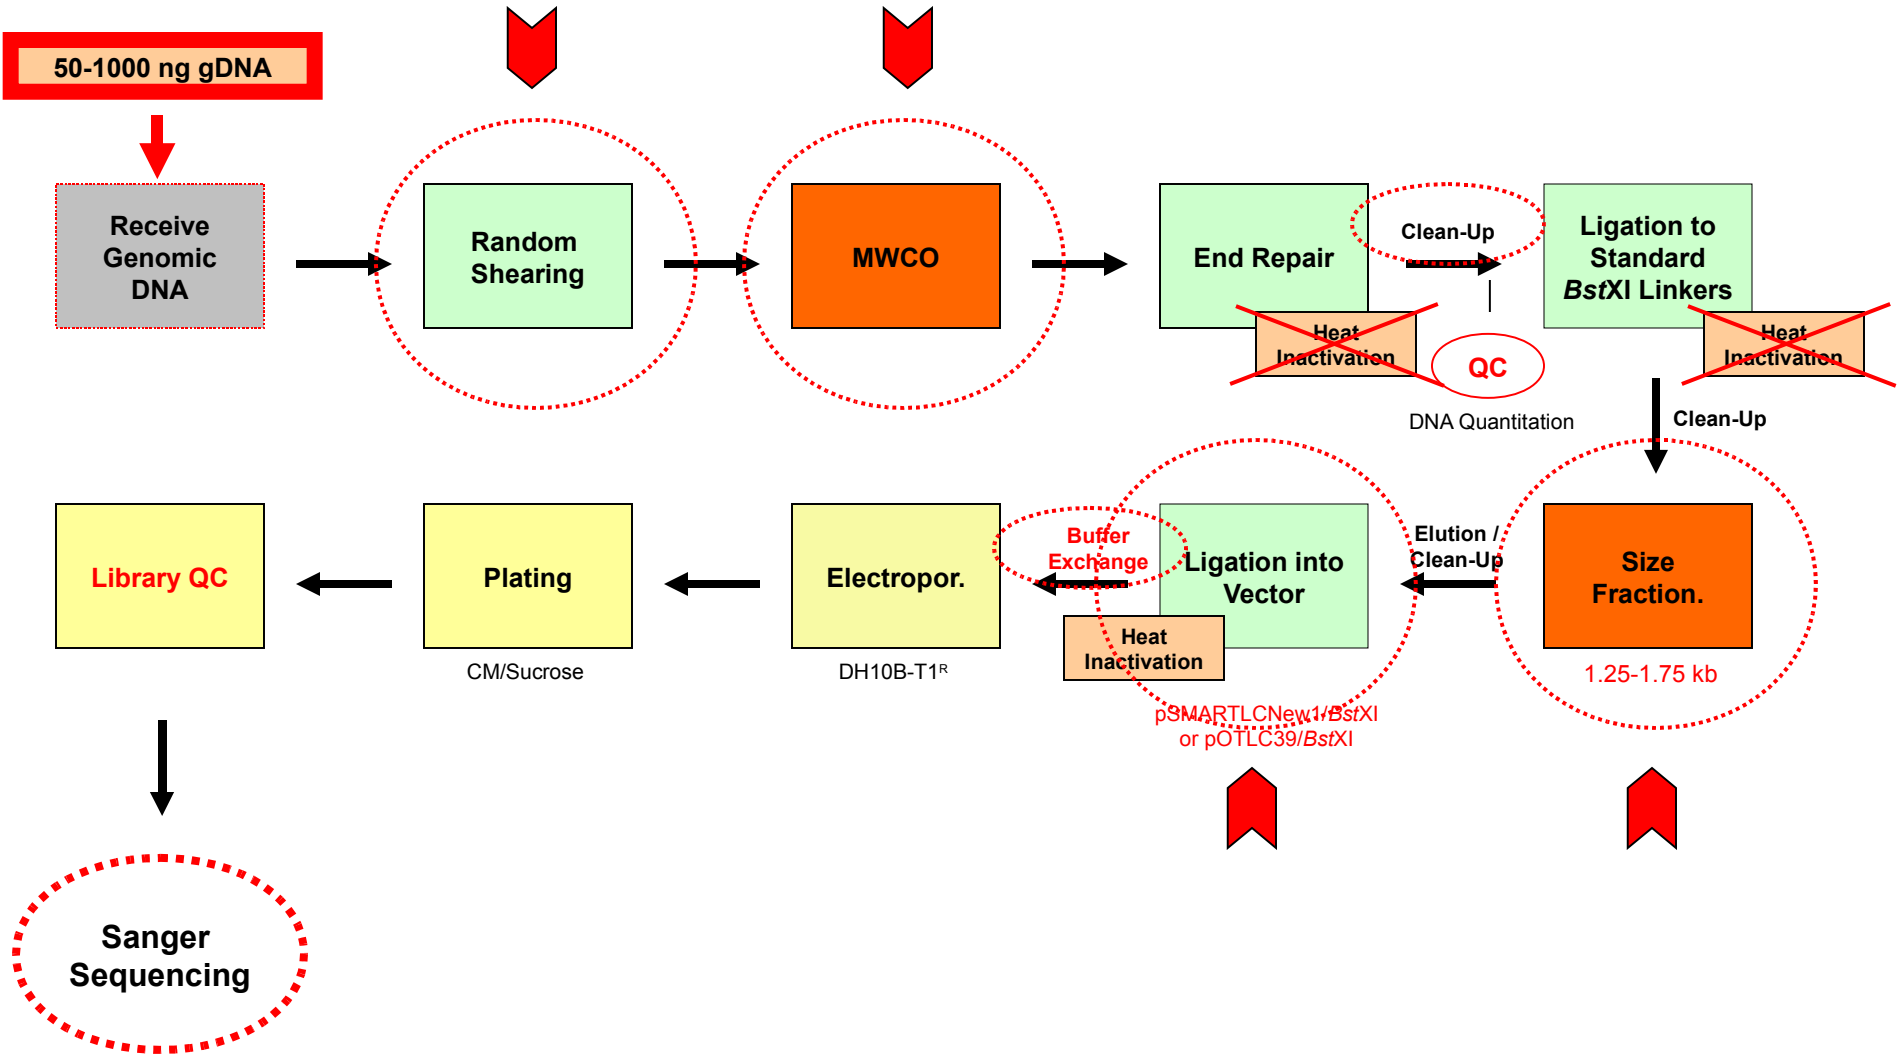 50-1000 ng gDNA
Receive
Genomic
DNA
Random
Shearing
MWCO
End Repair
Heat
Inactivation
Clean-Up
QC
DNA Quantitation
Ligation to
Standard
BstXI Linkers
Heat
Inactivation
Clean-Up
Size
Fraction.
1.25-1.75 kb
Elution /
Clean-Up
Ligation into
Vector
Heat
Inactivation
pSMARTLCNew1/BstXI
or pOTLC39/BstXI
Buffer
Exchange
Electropor.
DH10B-T1ᴿ
Plating
CM/Sucrose
Library QC
Sanger
Sequencing